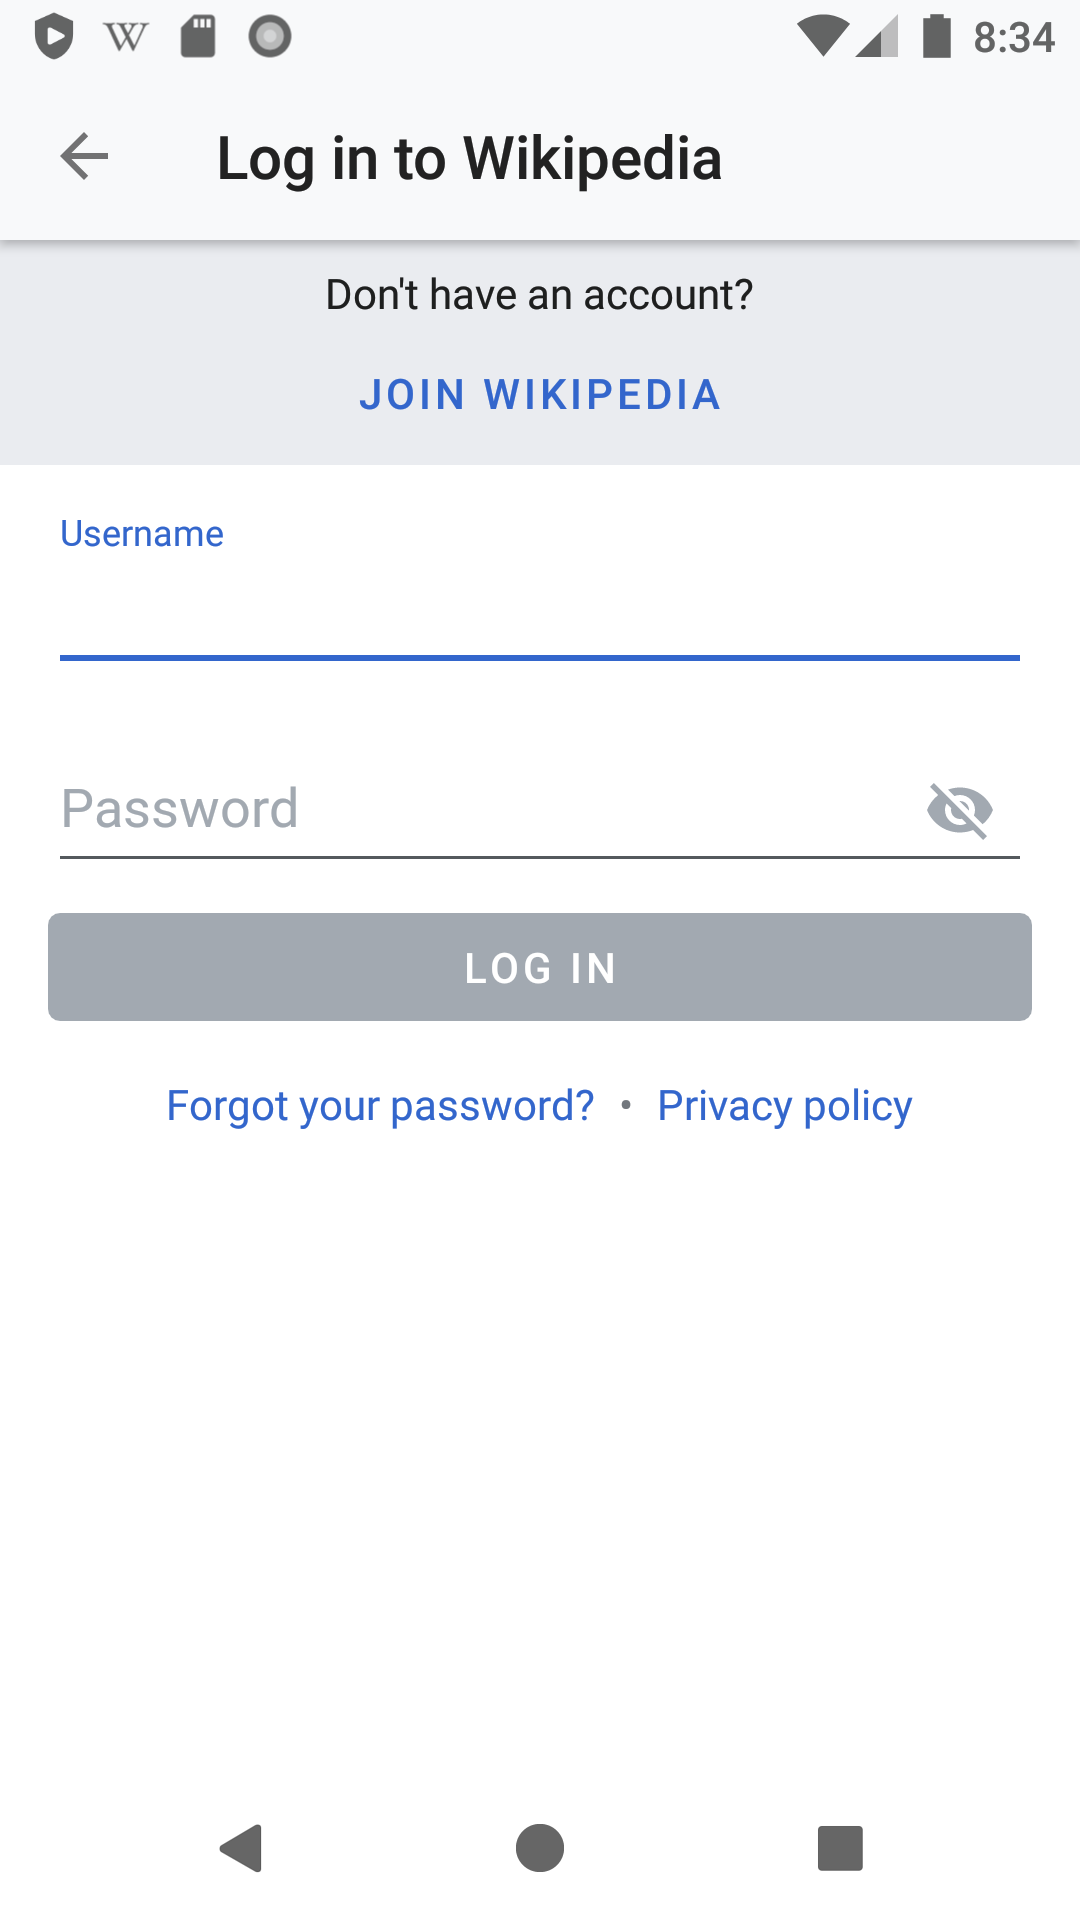 W 8:34
Log in to Wikipedia
Don't have an account?
JOIN WIKIPEDIA
Username
Password
LOG IN
Forgot your password? • Privacy policy